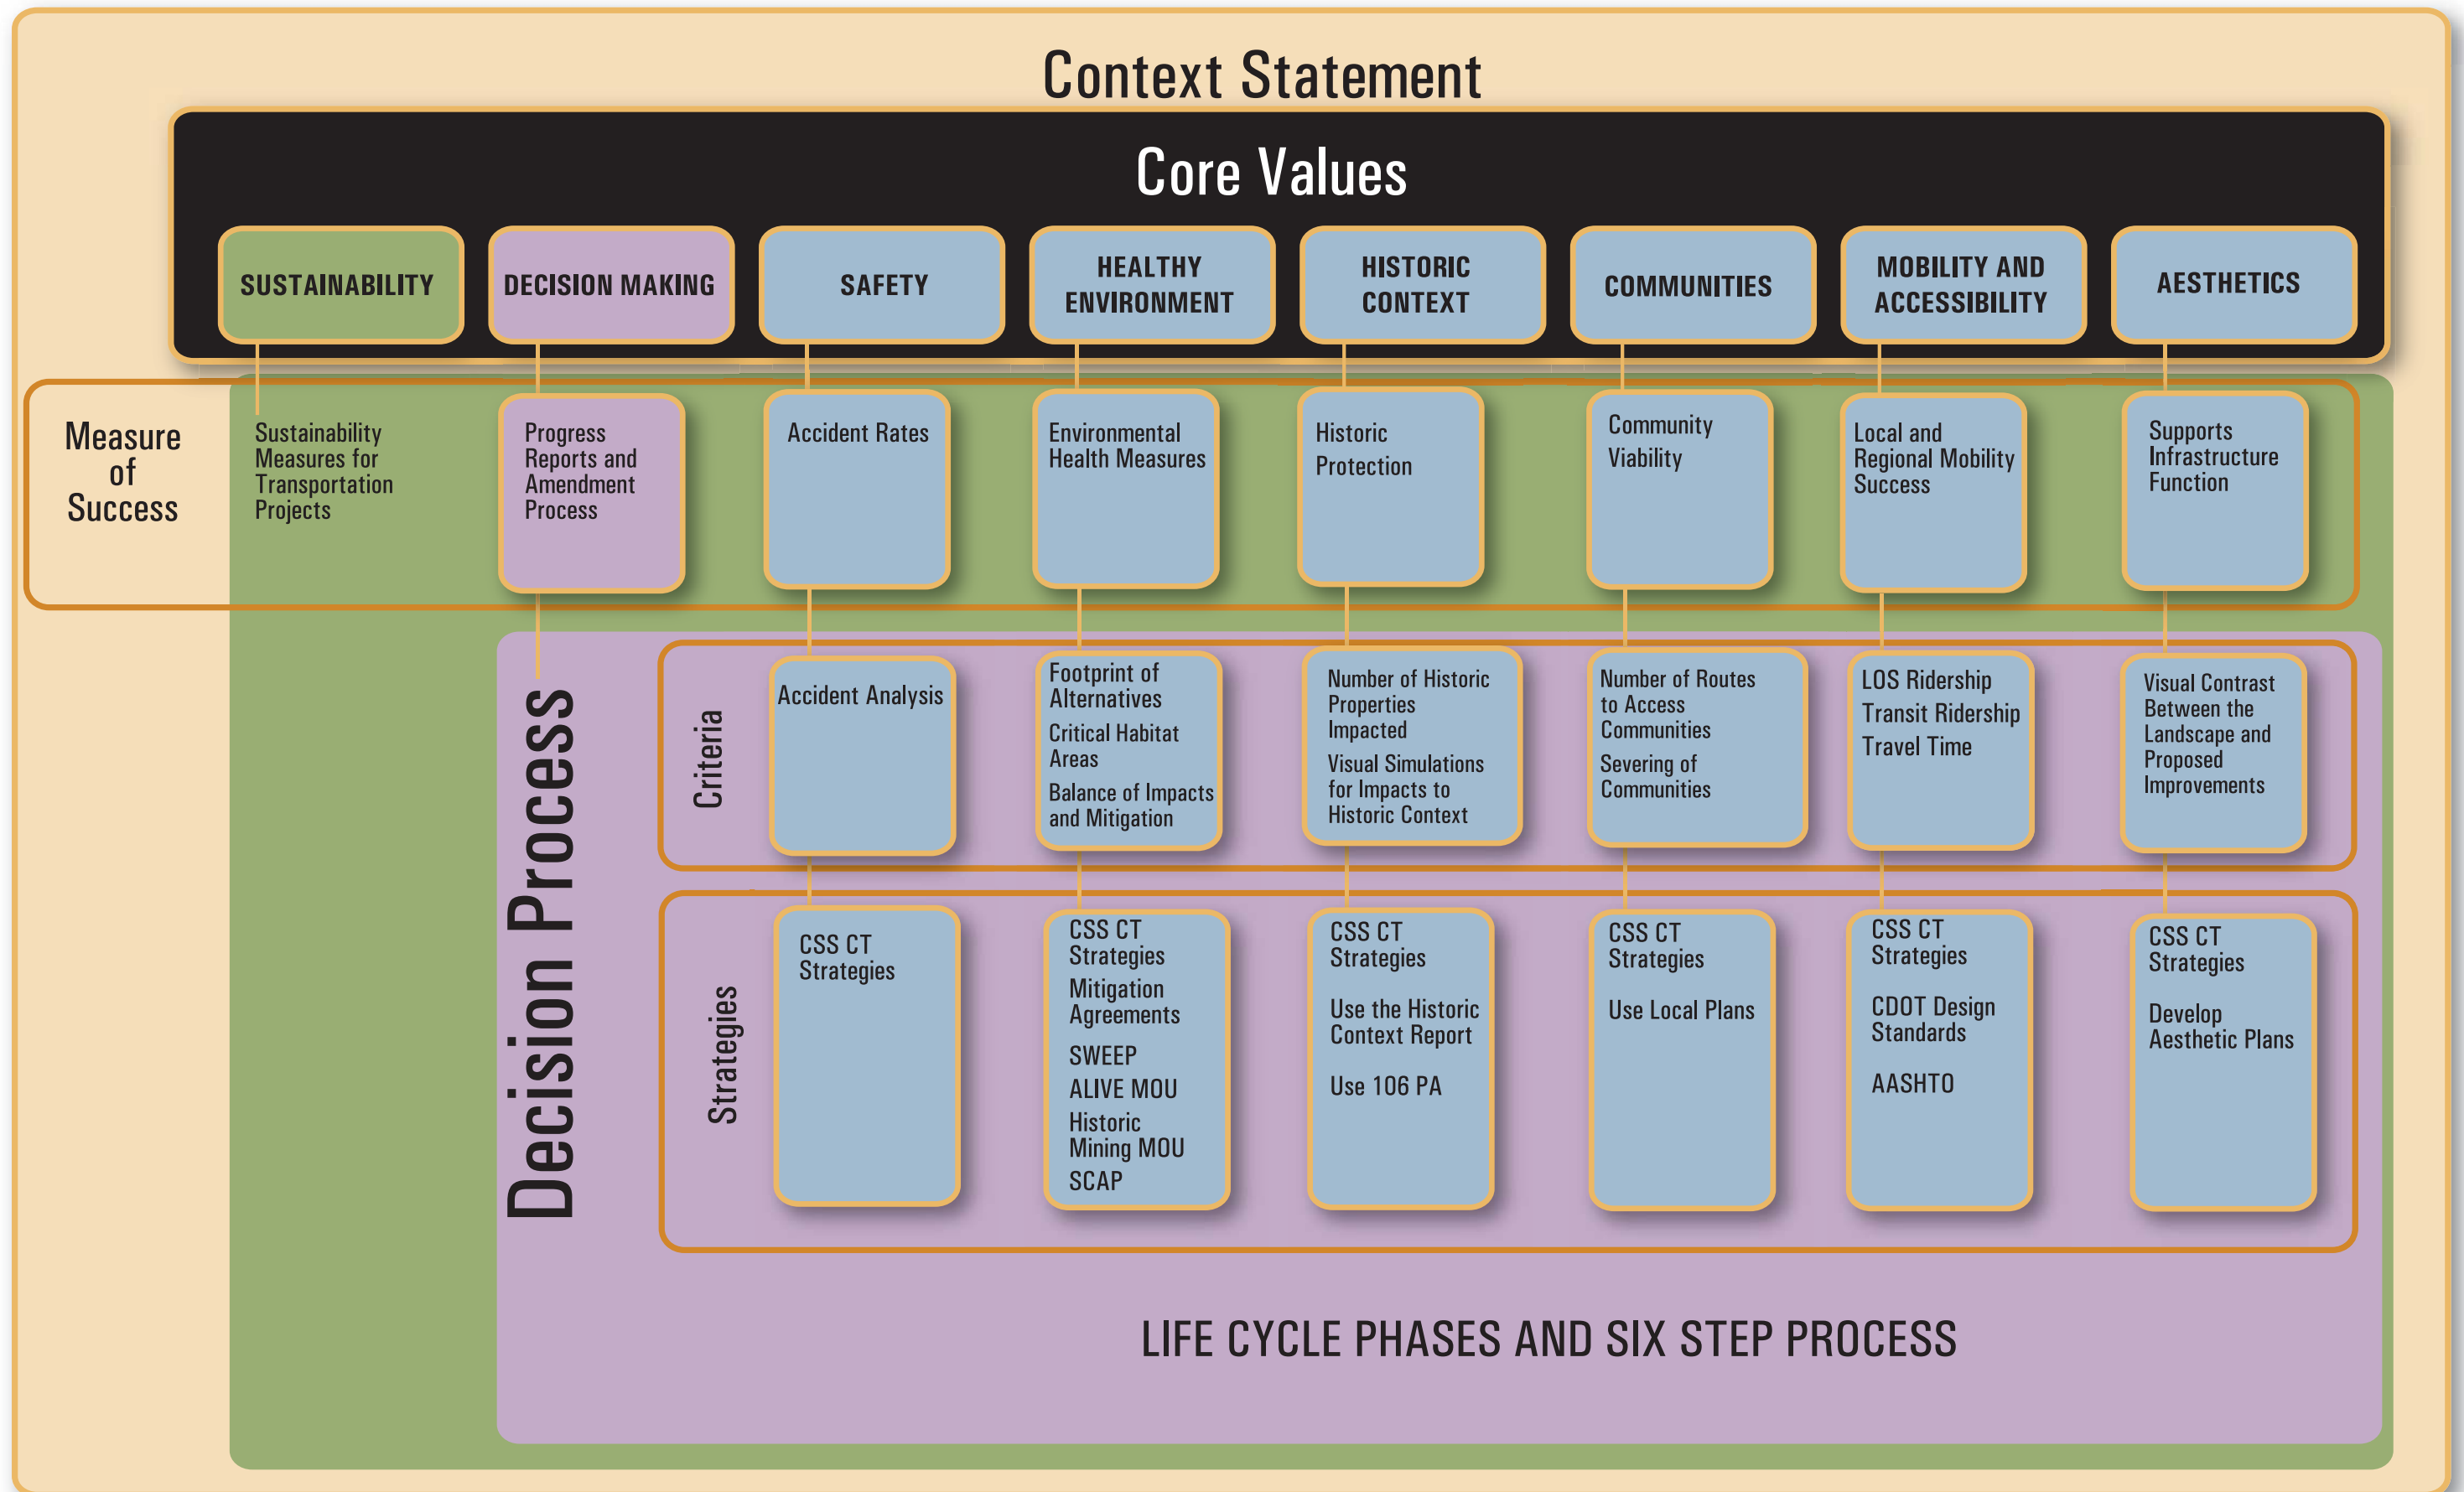 Context Statement
Core Values
SUSTAINABILITY
DECISION MAKING
SAFETY
HEALTHY
ENVIRONMENT
HISTORIC
CONTEXT
COMMUNITIES
MOBILITY AND
ACCESSIBILITY
AESTHETICS
Measure
of
Success
Sustainability
Measures for
Transportation
Projects
Progress
Reports and
Amendment
Process
Accident Rates
Environmental
Health Measures
Historic
Protection
Community
Viability
Local and
Regional Mobility
Success
Supports
Infrastructure
Function
Decision Process
Criteria
Accident Analysis
Footprint of
Alternatives
Critical Habitat
Areas
Balance of Impacts
and Mitigation
Number of Historic
Properties
Impacted
Visual Simulations
for Impacts to
Historic Context
Number of Routes
to Access
Communities
Severing of
Communities
LOS Ridership
Transit Ridership
Travel Time
Visual Contrast
Between the
Landscape and
Proposed
Improvements
Strategies
CSS CT
Strategies
CSS CT
Strategies
Mitigation
Agreements
SWEEP
ALIVE MOU
Historic
Mining MOU
SCAP
CSS CT
Strategies
Use the Historic
Context Report
Use 106 PA
CSS CT
Strategies
Use Local Plans
CSS CT
Strategies
CDOT Design
Standards
AASHTO
CSS CT
Strategies
Develop
Aesthetic Plans
LIFE CYCLE PHASES AND SIX STEP PROCESS